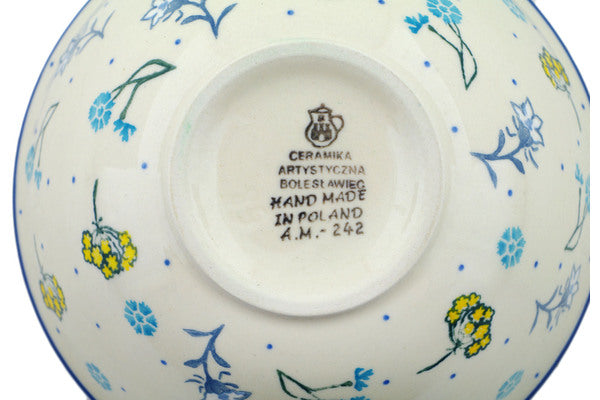 CERAMIKA
ARTYSTYCZNA
BOLESŁAWIEC
HAND MADE
IN POLAND
A.M.- 242